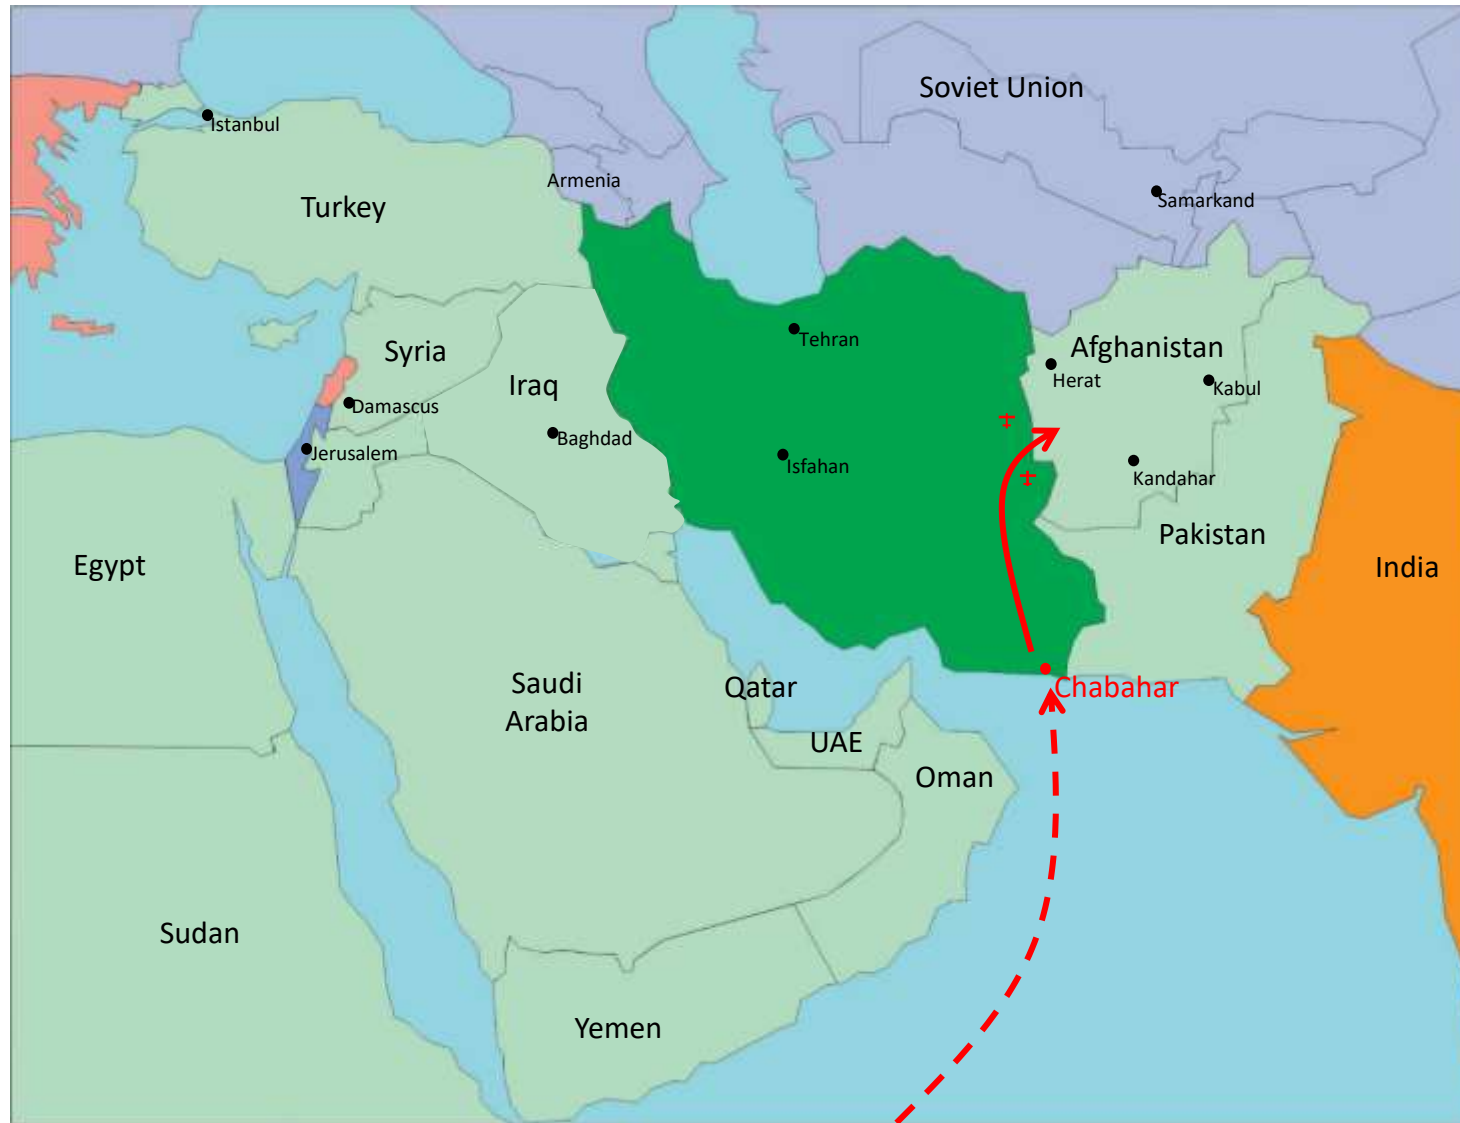 Soviet Union
Istanbul
Armenia
Samarkand
Turkey
Tehran
Syria
Afghanistan
Iraq
Herat
Kabul
Damascus
Baghdad
Jerusalem
Isfahan
Kandahar
Pakistan
Egypt
India
Saudi
Arabia
Qatar
Chabahar
UAE
Oman
Sudan
Yemen